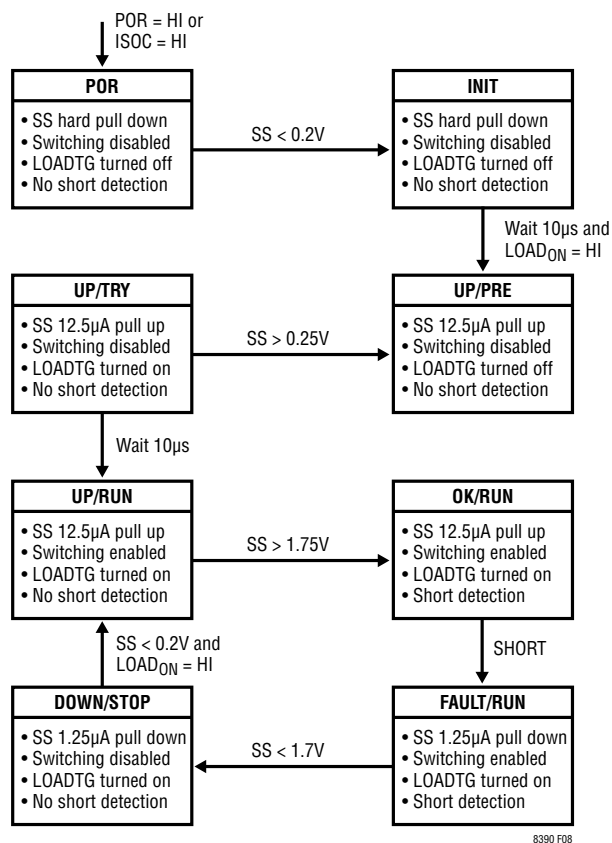 POR = HI or
ISOC = HI
POR
• SS hard pull down
• Switching disabled
• LOADTG turned off
• No short detection
SS < 0.2V
INIT
• SS hard pull down
• Switching disabled
• LOADTG turned off
• No short detection
Wait 10µs and
LOADON = HI
UP/TRY
• SS 12.5µA pull up
• Switching disabled
• LOADTG turned on
• No short detection
SS > 0.25V
UP/PRE
• SS 12.5µA pull up
• Switching disabled
• LOADTG turned off
• No short detection
Wait 10µs
UP/RUN
• SS 12.5µA pull up
• Switching enabled
• LOADTG turned on
• No short detection
SS > 1.75V
OK/RUN
• SS 12.5µA pull up
• Switching enabled
• LOADTG turned on
• Short detection
SS < 0.2V and
LOADON = HI
SHORT
DOWN/STOP
• SS 1.25µA pull down
• Switching disabled
• LOADTG turned on
• No short detection
SS < 1.7V
FAULT/RUN
• SS 1.25µA pull down
• Switching enabled
• LOADTG turned on
• Short detection
8390 F08